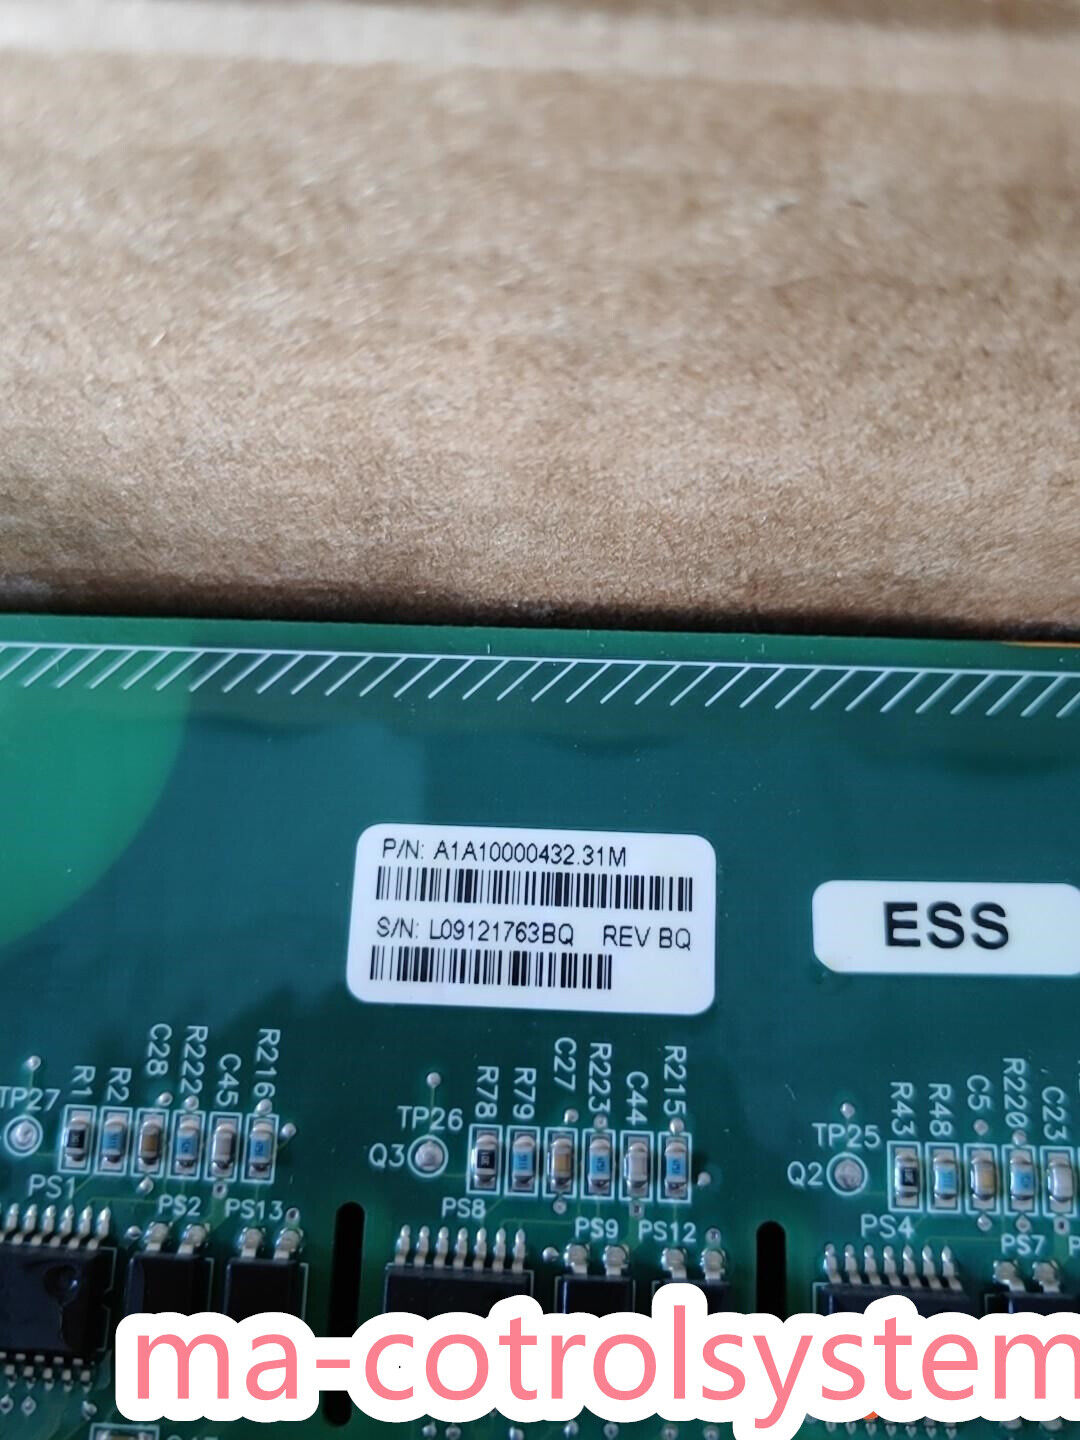 P/N: A1A10000432.31M
S/N: L09121763BQ REV BQ
ESS
R1 R2 C28 R222 C45 R216
TP27
R78 R79 C27 R223 C44 R215
TP26
Q3
R43 R48 C5 R220 C23
TP25
Q2
PS1 PS2 PS13
PS8 PS9 PS12
PS4 PS7
ma-cotrolsystem